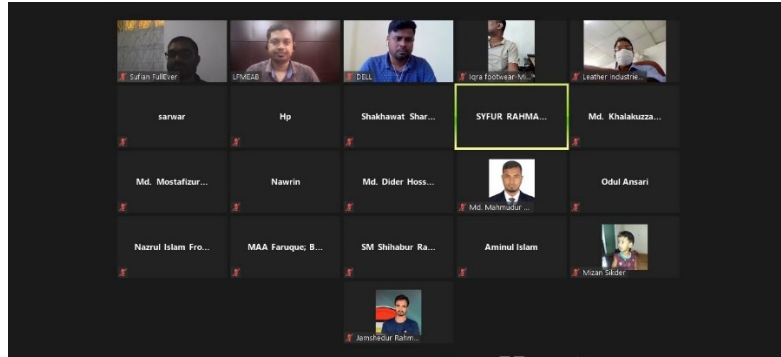 Sufian FullEver
LFMEAB
DELL
Iqra footwear-Mi...
Leather Industrie...
sarwar
Hp
Shakhawat Shar...
SYFUR RAHMA...
Md. Khalakuzza...
Md. Mostafizur...
Nawrin
Md. Dider Hoss...
Md. Mahmudur ...
Odul Ansari
Nazrul Islam Fro...
MAA Faruque; B...
SM Shihabur Ra...
Aminul Islam
Mizan Sikder
Jamshedur Rahm...